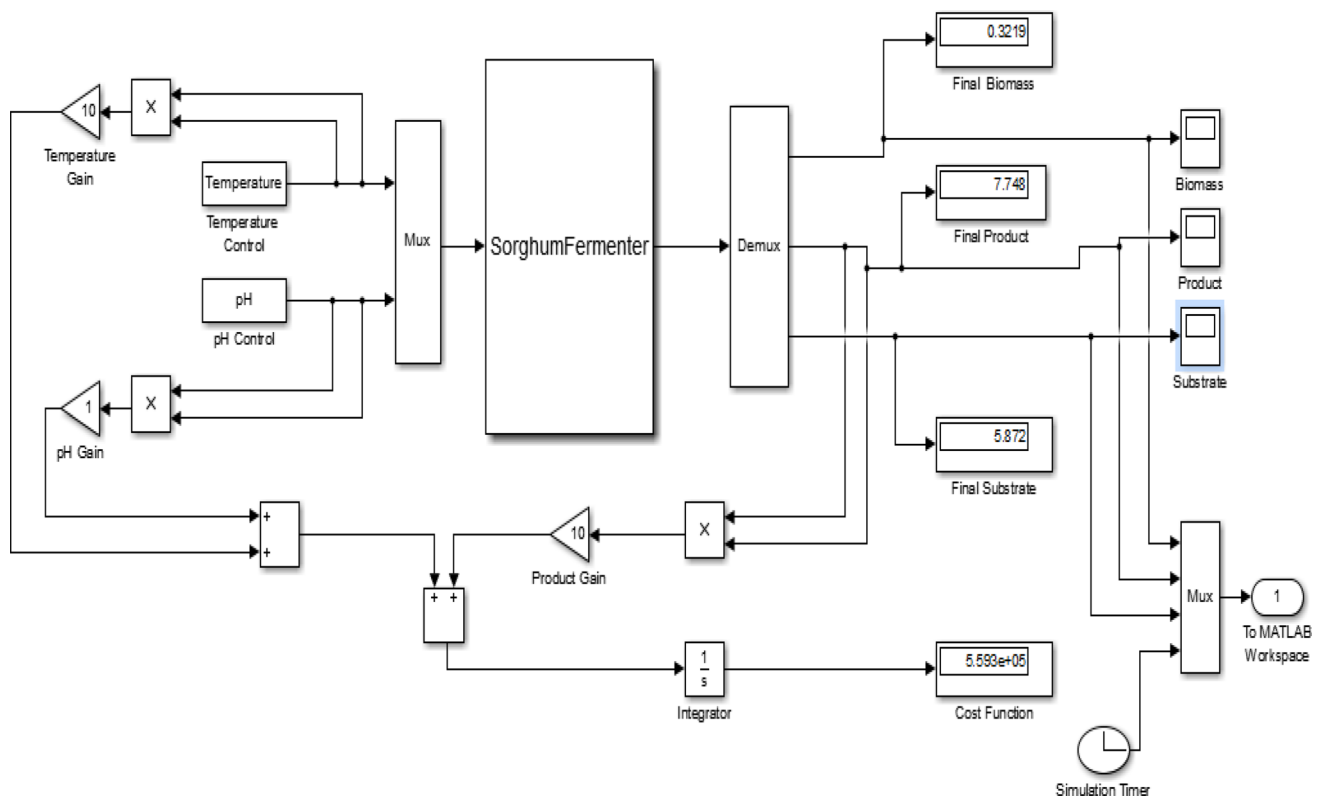 0.3219
Final Biomass
10
X
Temperature
Gain
Temperature
Temperature
Control
Mux
SorghumFermenter
Demux
Biomass
7.748
Final Product
Product
pH
pH Control
Substrate
1
X
pH Gain
5.872
Final Substrate
+
+
10
X
Product Gain
+ +
Mux
1
To MATLAB
Workspace
1
s
Integrator
5.593e+05
Cost Function
Simulation Timer